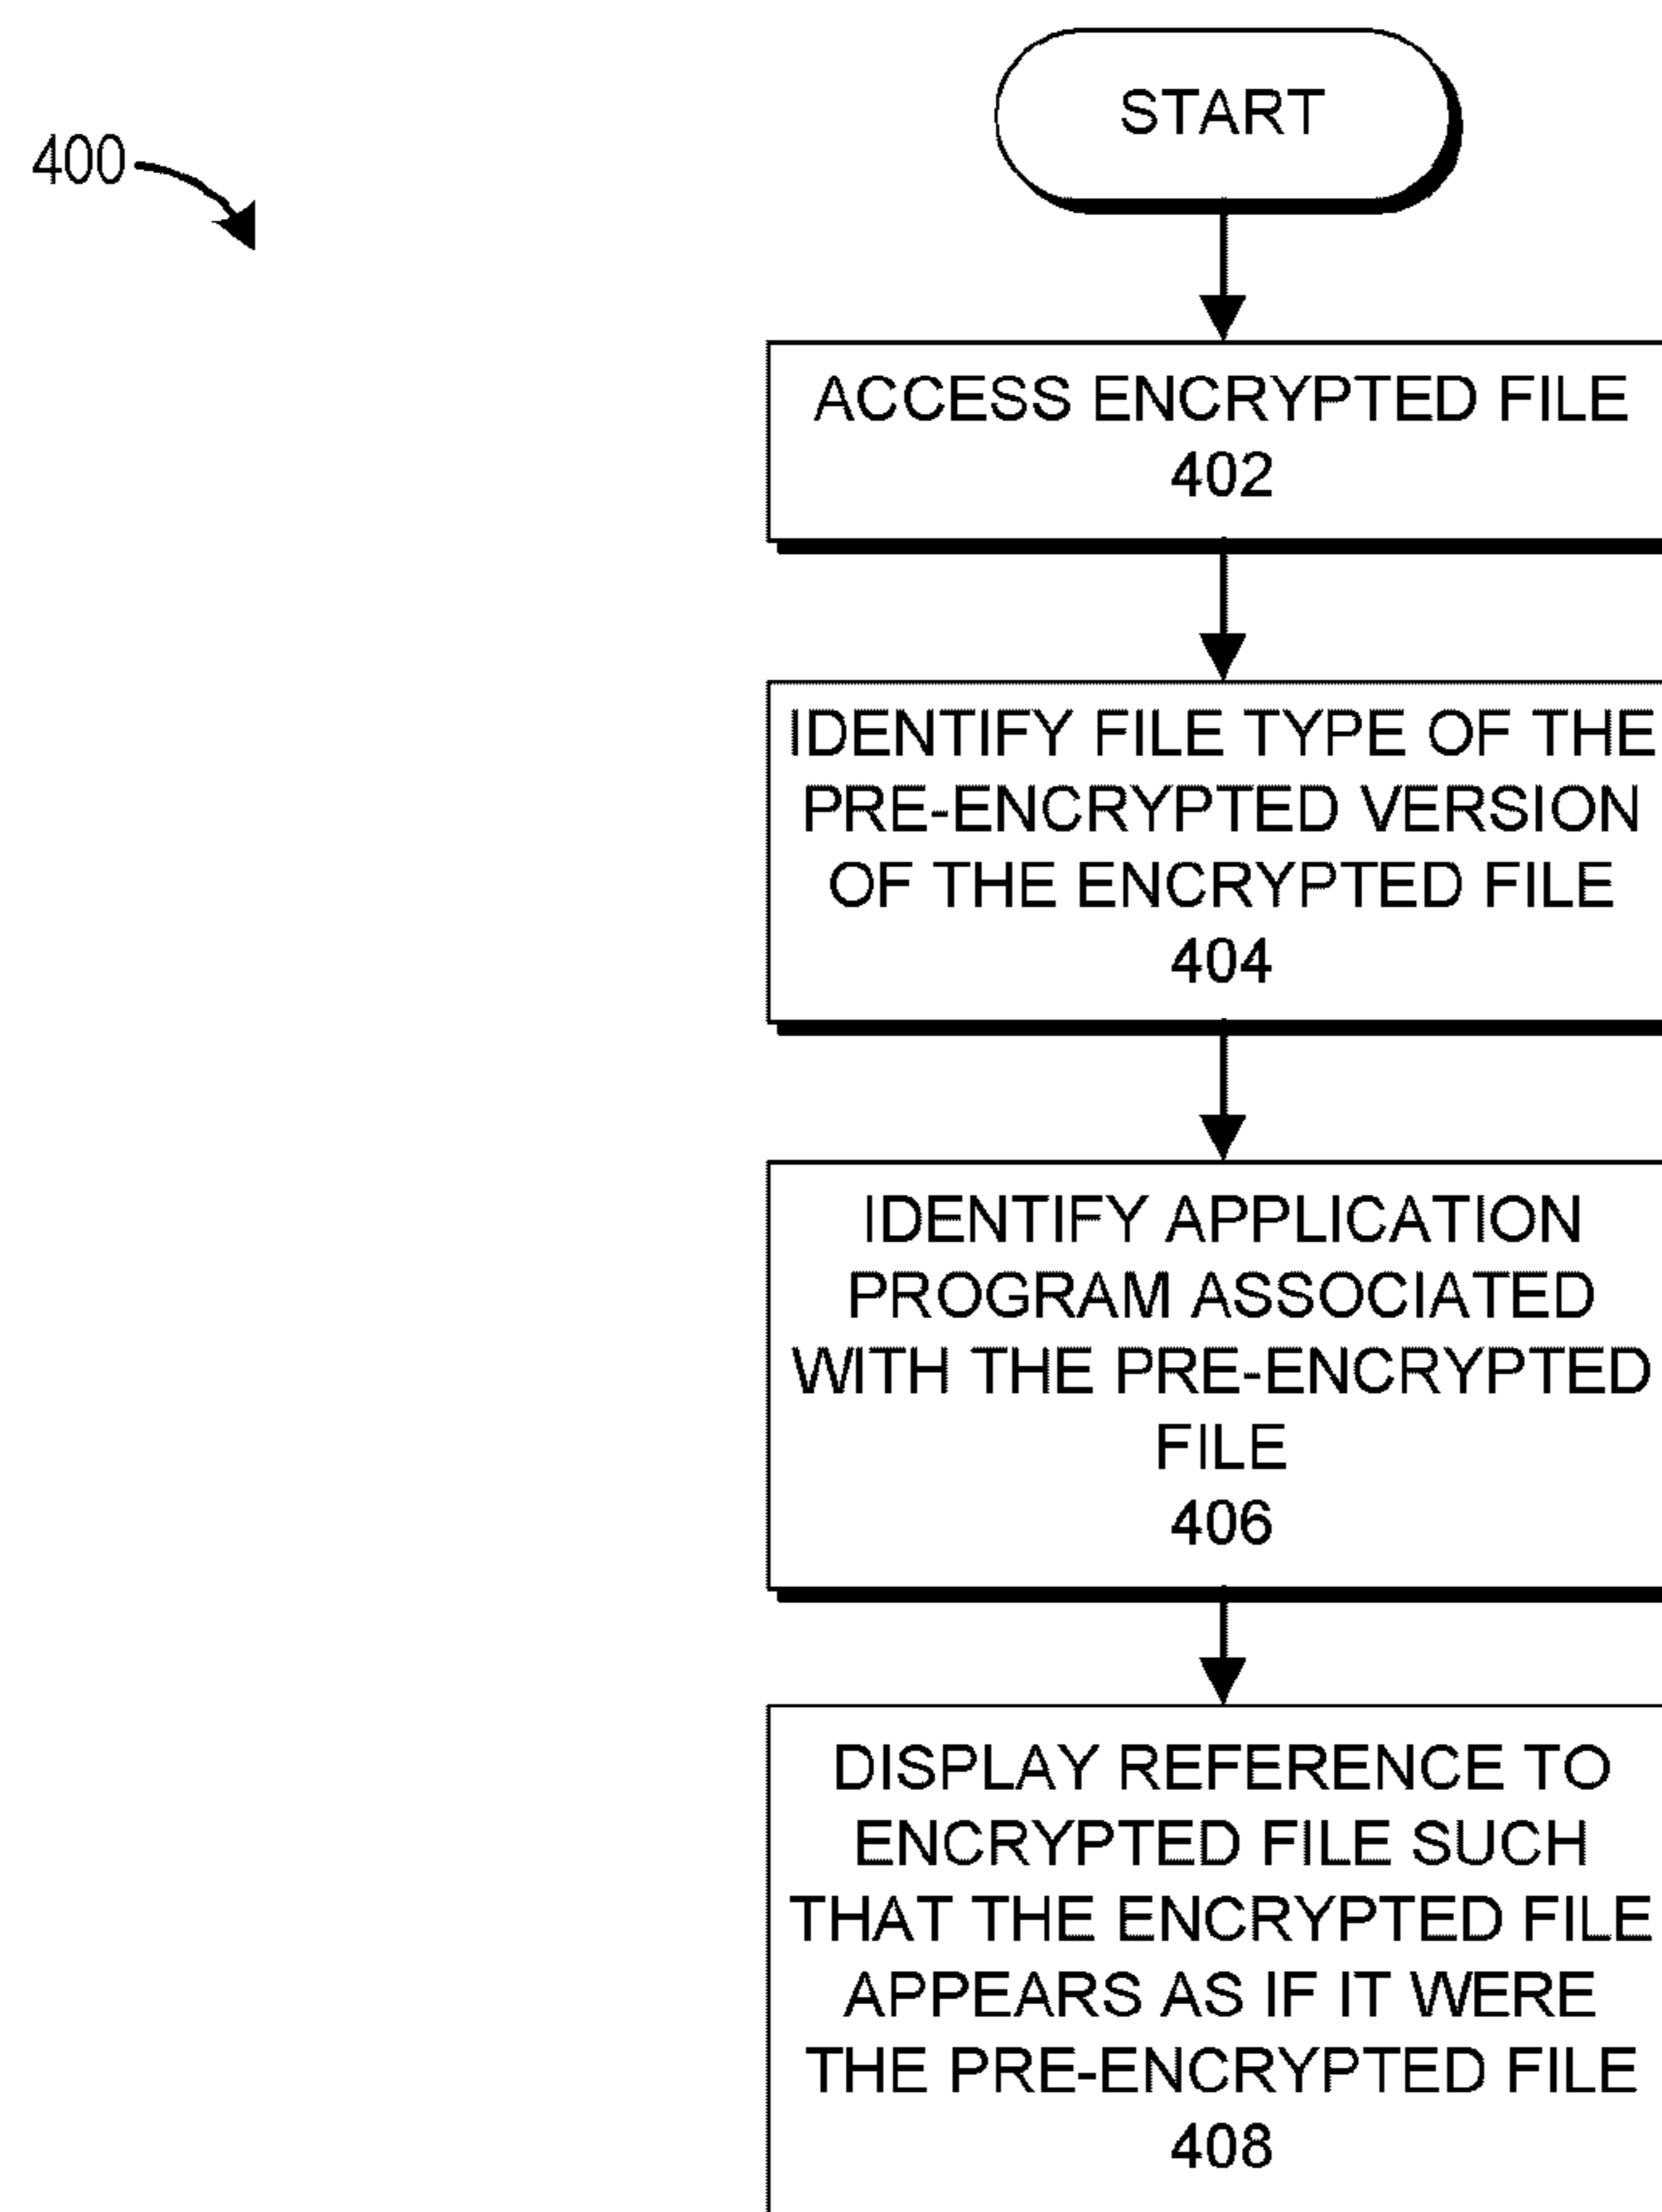 400
START
ACCESS ENCRYPTED FILE
402
IDENTIFY FILE TYPE OF THE
PRE-ENCRYPTED VERSION
OF THE ENCRYPTED FILE
404
IDENTIFY APPLICATION
PROGRAM ASSOCIATED
WITH THE PRE-ENCRYPTED
FILE
406
DISPLAY REFERENCE TO
ENCRYPTED FILE SUCH
THAT THE ENCRYPTED FILE
APPEARS AS IF IT WERE
THE PRE-ENCRYPTED FILE
408